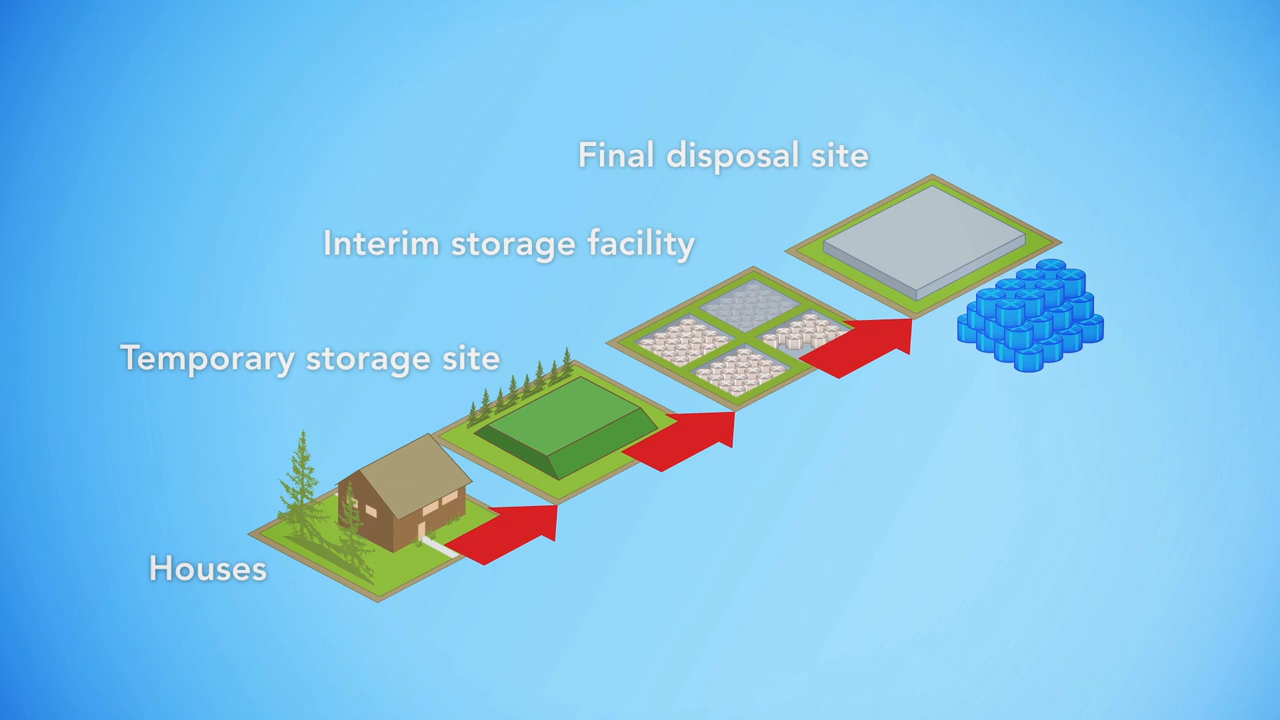 Final disposal site
Interim storage facility
Temporary storage site
Houses